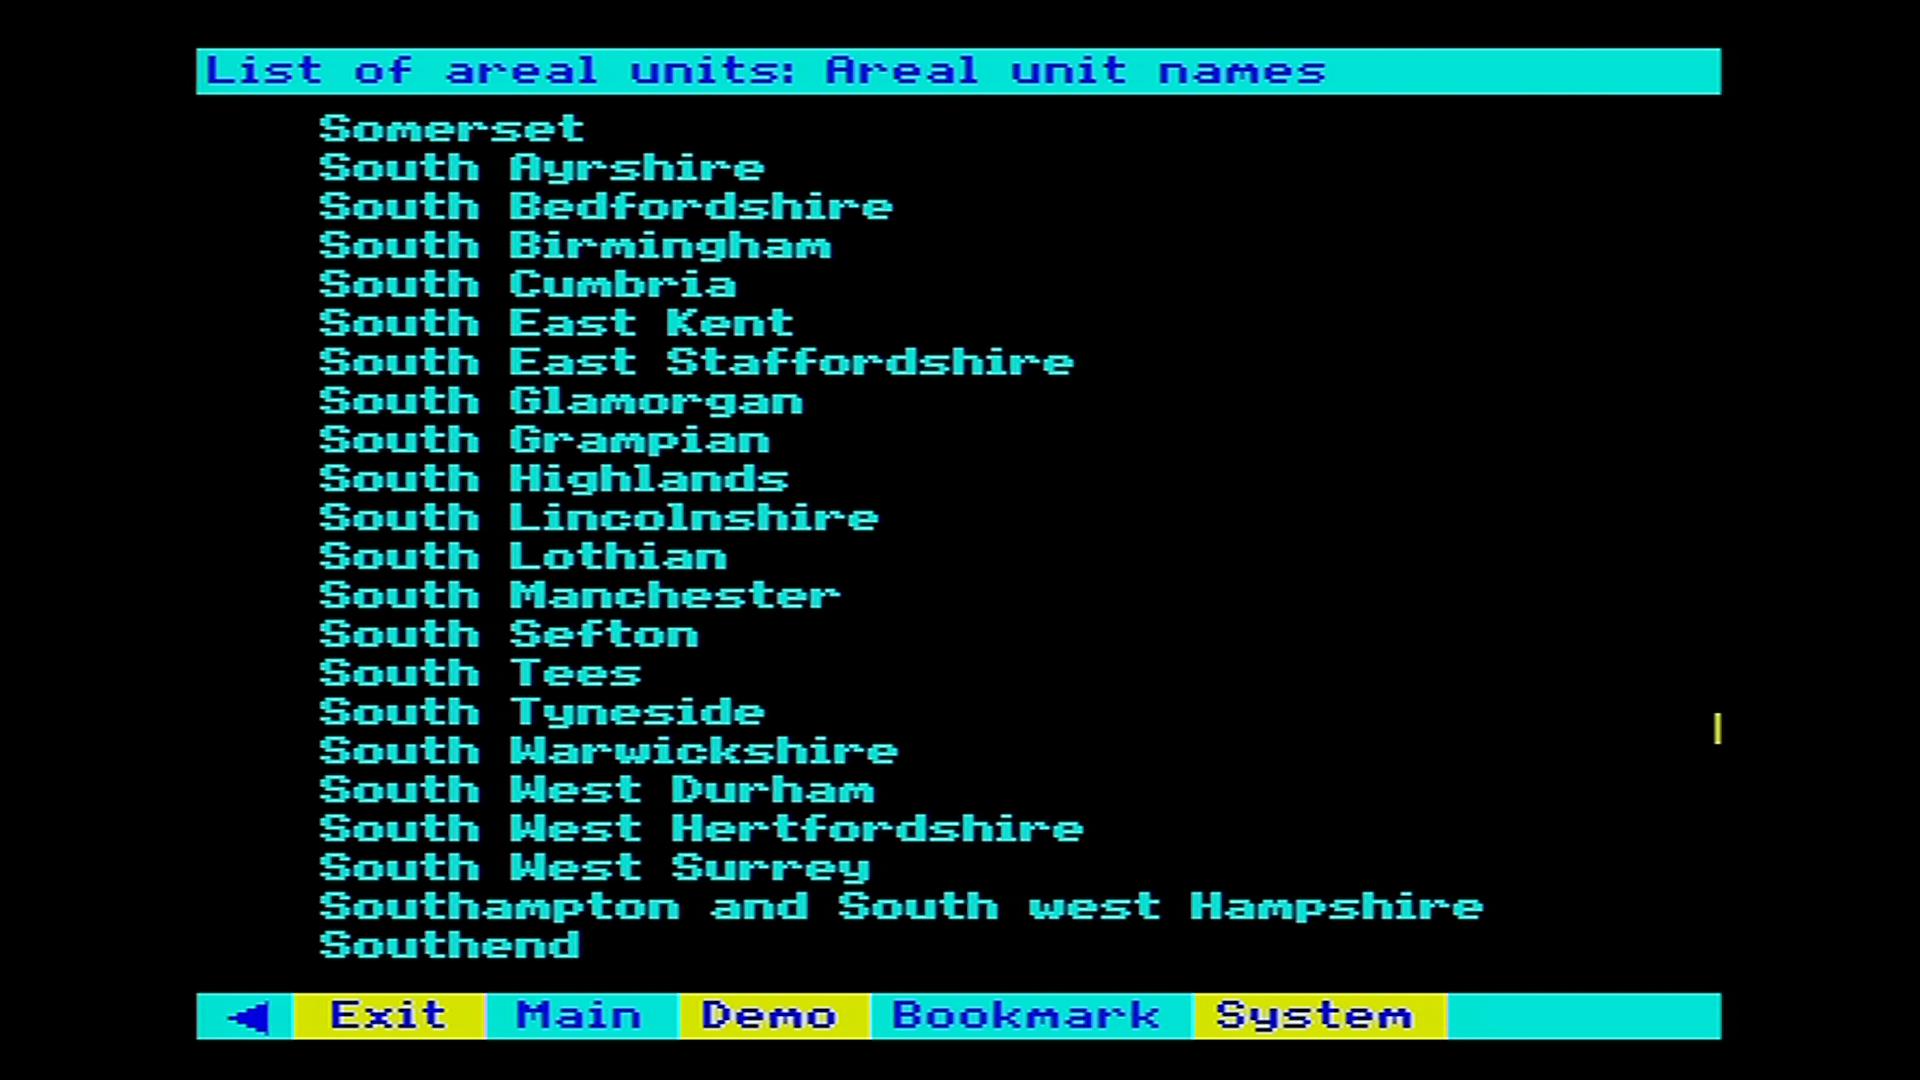 List of areal units: Areal unit names
Somerset
South Ayrshire
South Bedfordshire
South Birmingham
South Cumbria
South East Kent
South East Staffordshire
South Glamorgan
South Grampian
South Highlands
South Lincolnshire
South Lothian
South Manchester
South Sefton
South Tees
South Tyneside
South Warwickshire
South West Durham
South West Hertfordshire
South West Surrey
Southampton and South west Hampshire
Southend
Exit Main Demo Bookmark System